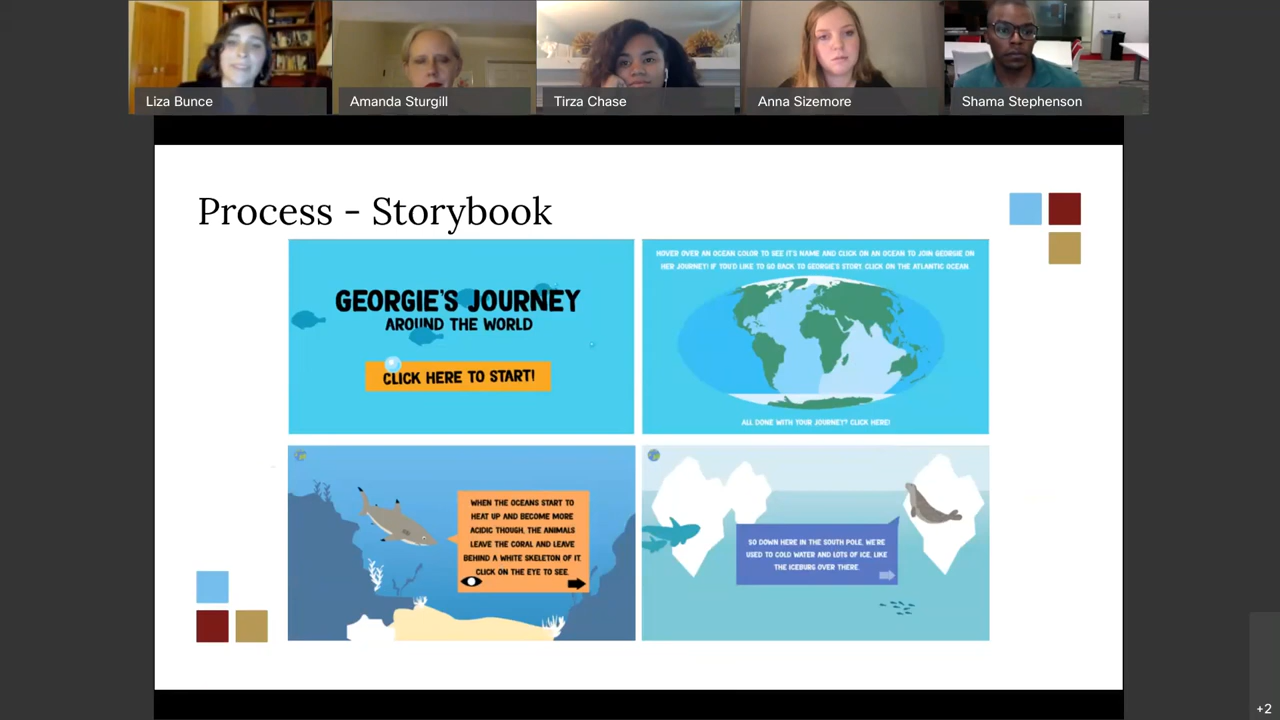 Liza Bunce
Amanda Sturgill
Tirza Chase
Anna Sizemore
Shama Stephenson
Process - Storybook
GEORGIE'S JOURNEY
AROUND THE WORLD
CLICK HERE TO START!
HOVER OVER AN OCEAN COLOR TO SEE IT'S NAME AND CLICK ON AN OCEAN TO JOIN GEORGIE ON
HER JOURNEY! IF YOU'D LIKE TO GO BACK TO GEORGIE'S STORY, CLICK ON THE ATLANTIC OCEAN.
ALL DONE WITH YOUR JOURNEY? CLICK HERE!
WHEN THE OCEANS START TO
HEAT UP AND BECOME MORE
ACIDIC THOUGH, THE ANIMALS
LEAVE THE CORAL AND LEAVE
BEHIND A WHITE SKELETON OF IT.
CLICK ON THE EYE TO SEE.
SO DOWN HERE IN THE SOUTH POLE, WE'RE
USED TO COLD WATER AND LOTS OF ICE, LIKE
THE ICEBURG OVER THERE.
+2